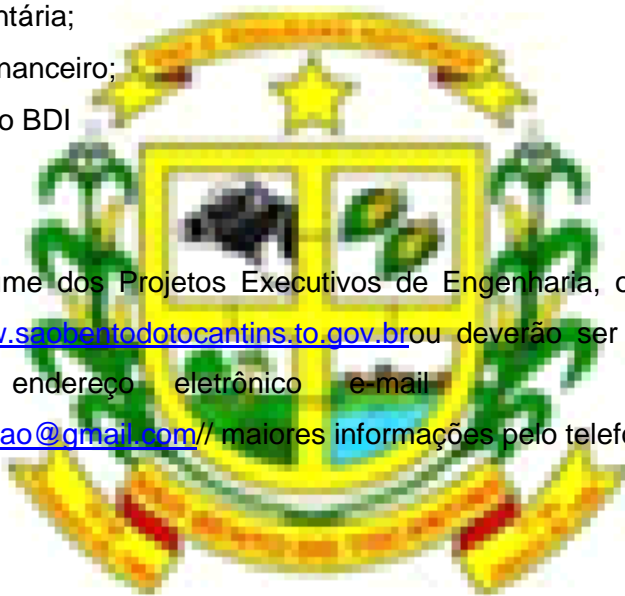 ntária;
nanceiro;
o BDI
me dos Projetos Executivos de Engenharia, o
w.saobentodotocantins.to.gov.brou deverão ser
endereço eletrônico e-mail
ao@gmail.com// maiores informações pelo telefo